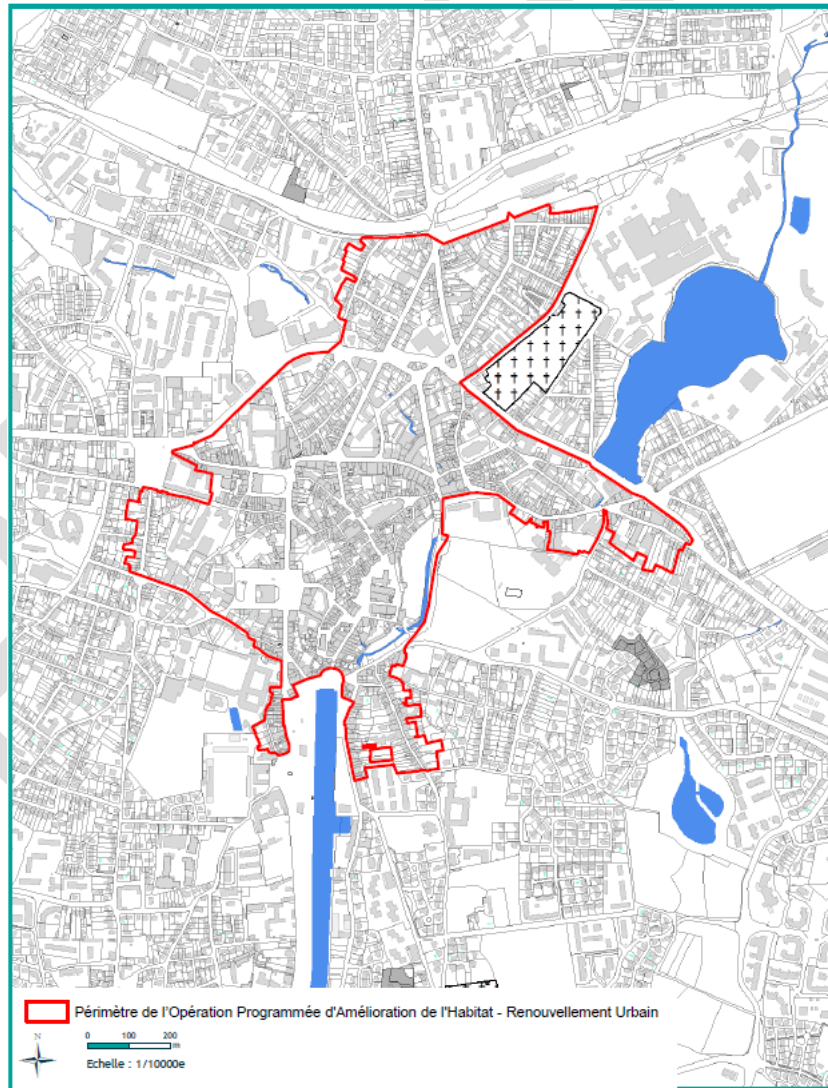 Périmètre de l'Opération Programmée d'Amélioration de l'Habitat - Renouvellement Urbain
N
0 100 200
m
Echelle : 1/10000e